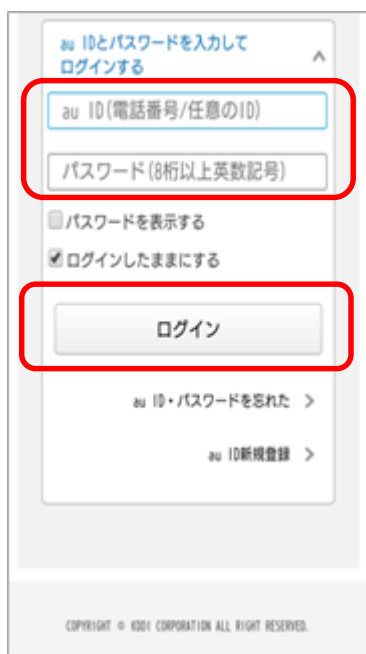 au IDとパスワードを入力して
ログインする
au ID(電話番号/任意のID)
パスワード(8桁以上英数記号)
パスワードを表示する
ログインしたままにする
ログイン
au ID・パスワードを忘れた >
au ID新規登録 >
COPYRIGHT © KDDI CORPORATION ALL RIGHT RESERVED.